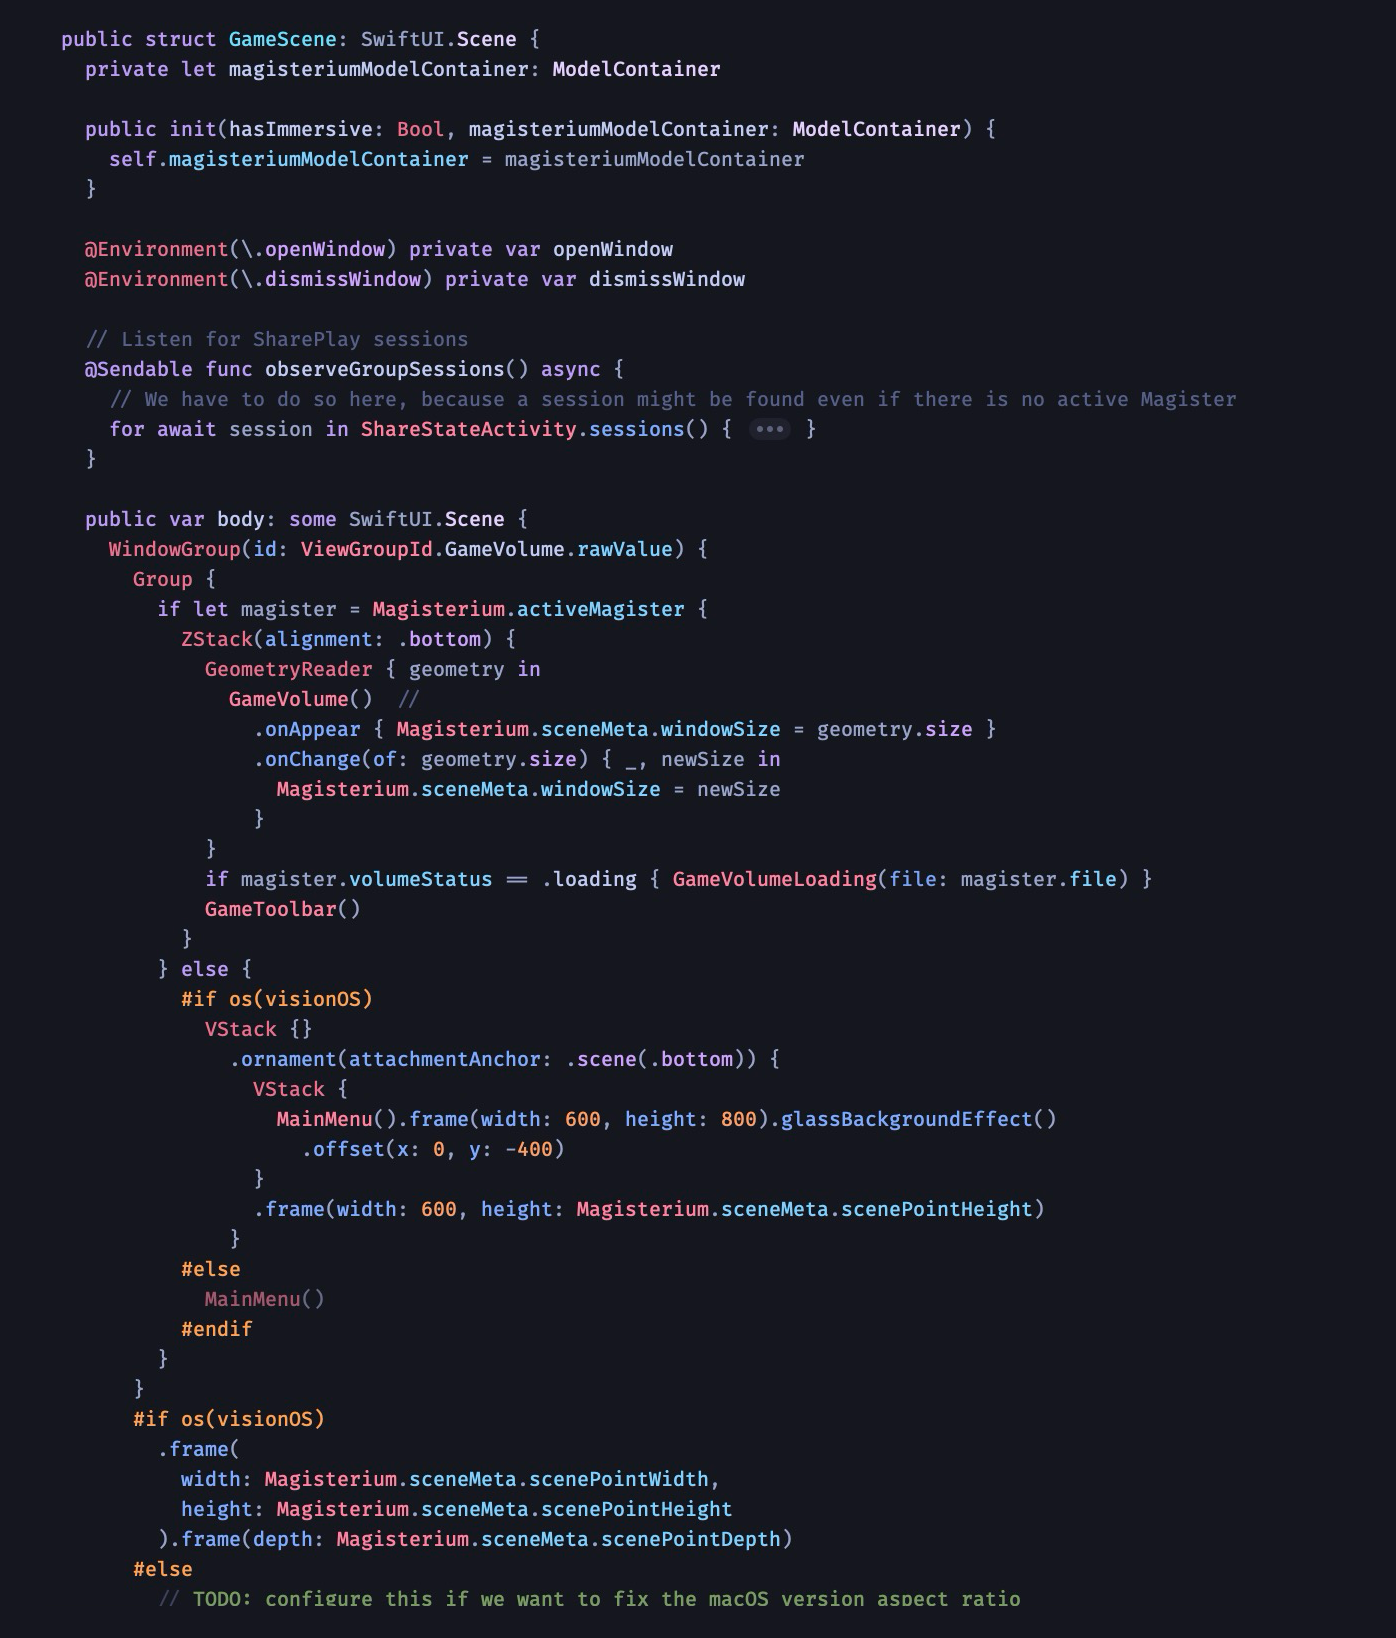 public struct GameScene: SwiftUI.Scene {
  private let magisteriumModelContainer: ModelContainer

  public init(hasImmersive: Bool, magisteriumModelContainer: ModelContainer) {
    self.magisteriumModelContainer = magisteriumModelContainer
  }

  @Environment(\.openWindow) private var openWindow
  @Environment(\.dismissWindow) private var dismissWindow

  // Listen for SharePlay sessions
  @Sendable func observeGroupSessions() async {
    // We have to do so here, because a session might be found even if there is no active Magister
    for await session in ShareStateActivity.sessions() { ••• }
  }

  public var body: some SwiftUI.Scene {
    WindowGroup(id: ViewGroupId.GameVolume.rawValue) {
      Group {
        if let magister = Magisterium.activeMagister {
          ZStack(alignment: .bottom) {
            GeometryReader { geometry in
              GameVolume()  //
                .onAppear { Magisterium.sceneMeta.windowSize = geometry.size }
                .onChange(of: geometry.size) { _, newSize in
                  Magisterium.sceneMeta.windowSize = newSize
                }
            }
            if magister.volumeStatus == .loading { GameVolumeLoading(file: magister.file) }
            GameToolbar()
          }
        } else {
          #if os(visionOS)
            VStack {}
              .ornament(attachmentAnchor: .scene(.bottom)) {
                VStack {
                  MainMenu().frame(width: 600, height: 800).glassBackgroundEffect()
                    .offset(x: 0, y: -400)
                }
                .frame(width: 600, height: Magisterium.sceneMeta.scenePointHeight)
              }
          #else
            MainMenu()
          #endif
        }
      }
      #if os(visionOS)
        .frame(
          width: Magisterium.sceneMeta.scenePointWidth,
          height: Magisterium.sceneMeta.scenePointHeight
        ).frame(depth: Magisterium.sceneMeta.scenePointDepth)
      #else
        // TODO: configure this if we want to fix the macOS version aspect ratio